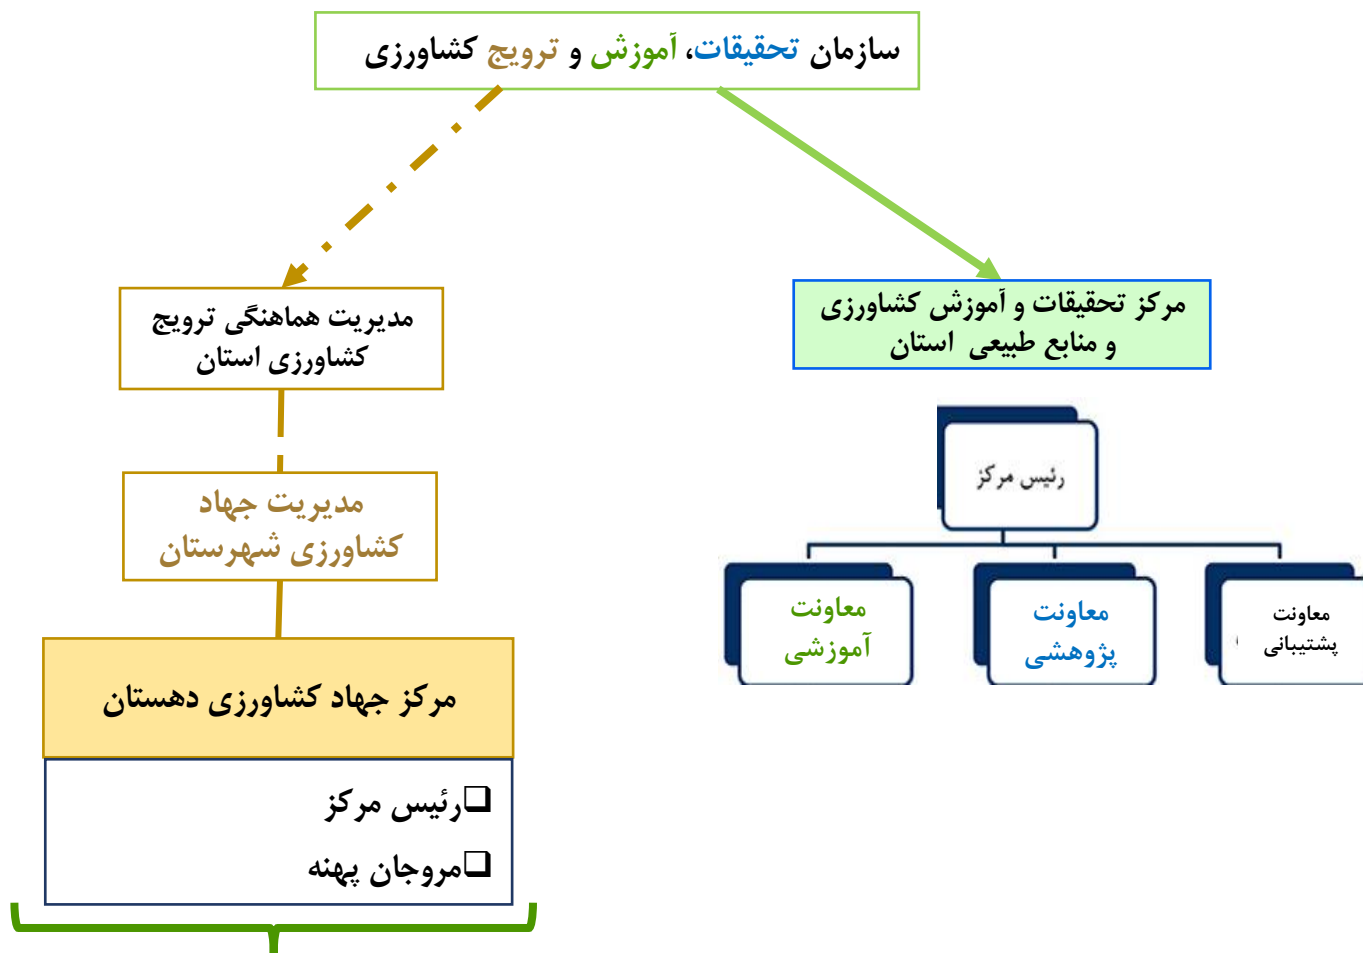 سازمان تحقیقات، آموزش و ترویج کشاورزی
مرکز تحقیقات و آموزش کشاورزی
و منابع طبیعی استان
مدیریت هماهنگی ترویج
کشاورزی استان
رئیس مرکز
مدیریت جهاد
کشاورزی شهرستان
معاونت
پشتیبانی
معاونت
پژوهشی
معاونت
آموزشی
مرکز جهاد کشاورزی دهستان
❑رئیس مرکز
❑مروجان پهنه